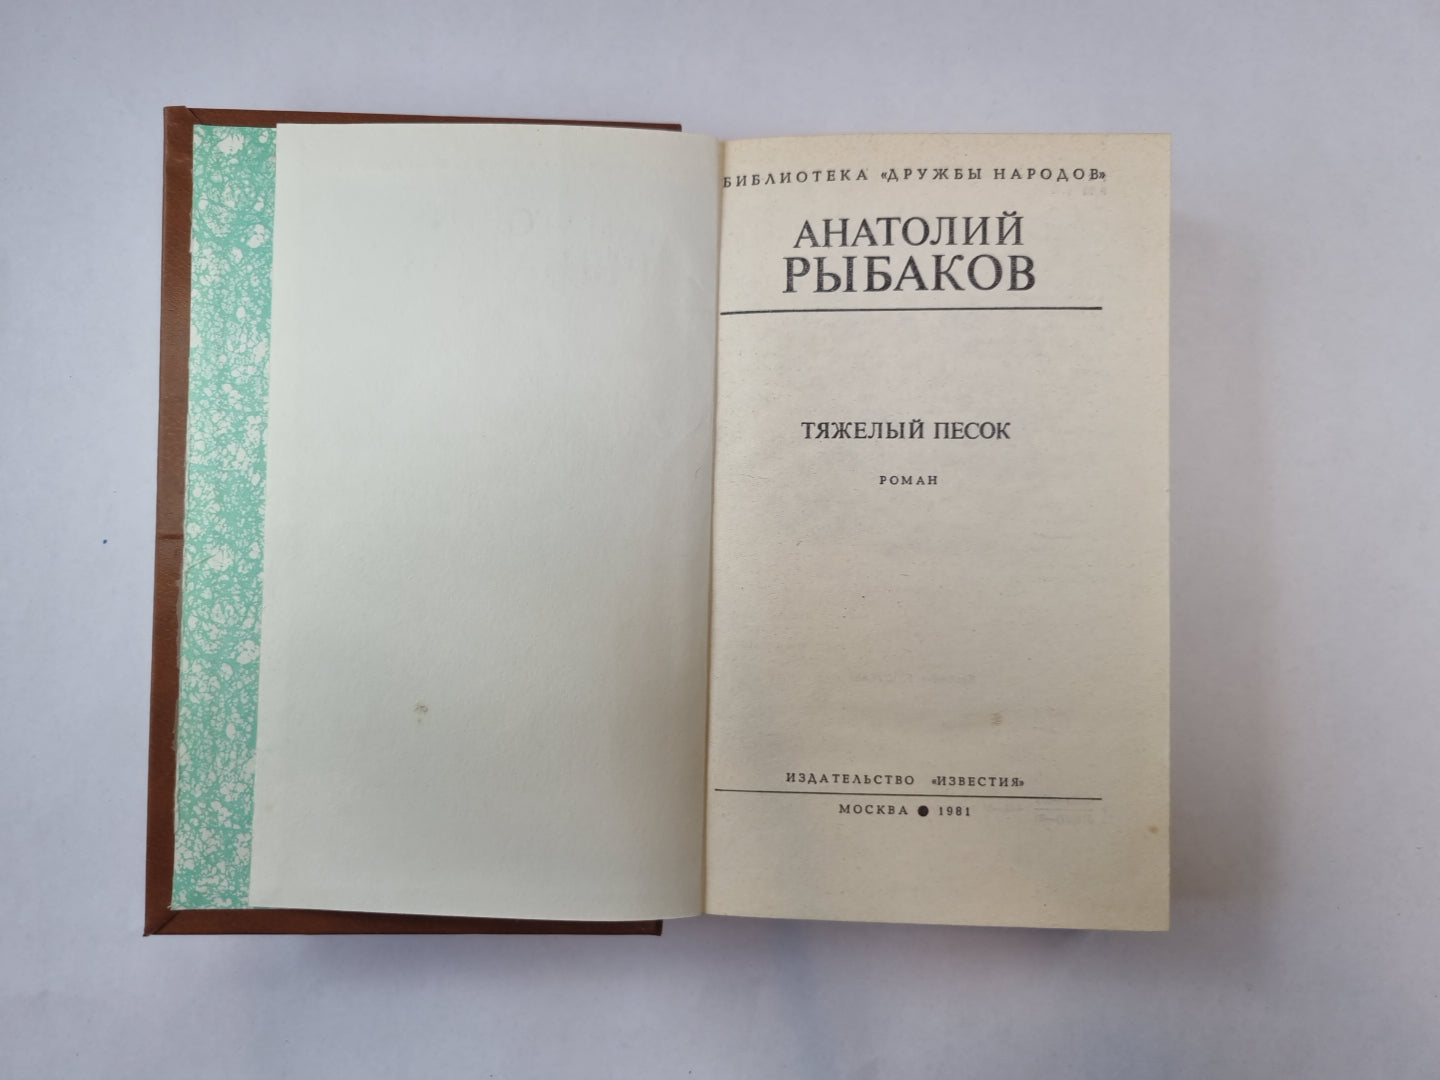 БИБЛИОТЕКА «ДРУЖБЫ НАРОДОВ»
АНАТОЛИЙ
РЫБАКОВ
ТЯЖЕЛЫЙ ПЕСОК
РОМАН
ИЗДАТЕЛЬСТВО «ИЗВЕСТИЯ»
МОСКВА ● 1981